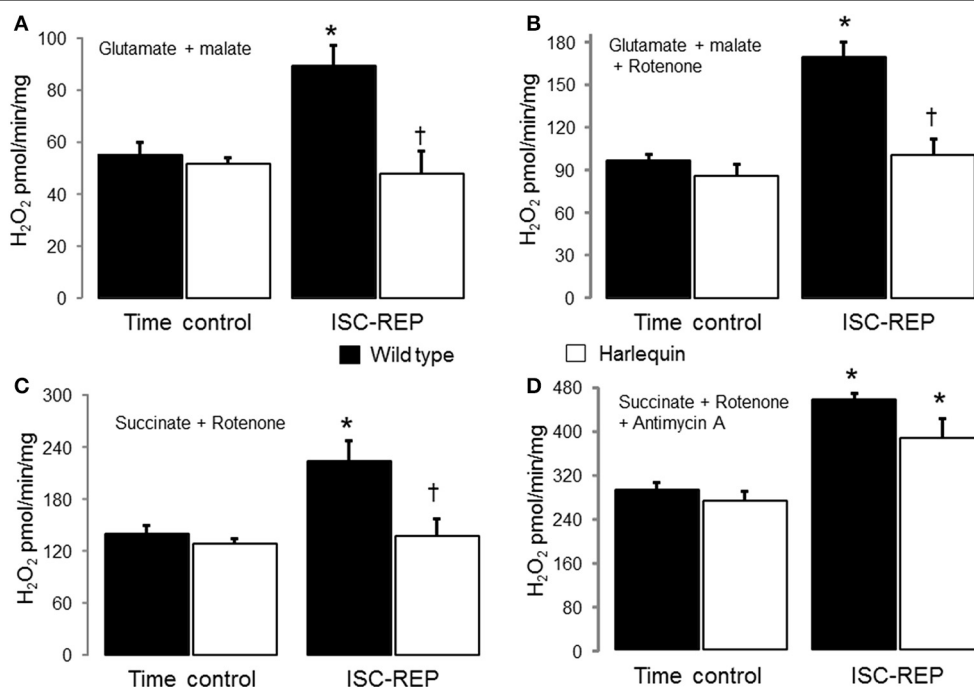 A
Glutamate + malate
H₂O₂ pmol/min/mg
100
80
60
40
20
0
*
†
Time control
ISC-REP
B
Glutamate + malate
+ Rotenone
H₂O₂ pmol/min/mg
180
150
120
90
60
30
0
*
†
Time control
ISC-REP
Wild type
Harlequin
C
Succinate + Rotenone
H₂O₂ pmol/min/mg
300
240
180
120
60
0
*
†
Time control
ISC-REP
D
Succinate + Rotenone
+ Antimycin A
H₂O₂ pmol/min/mg
480
400
320
240
160
80
0
*
*
Time control
ISC-REP